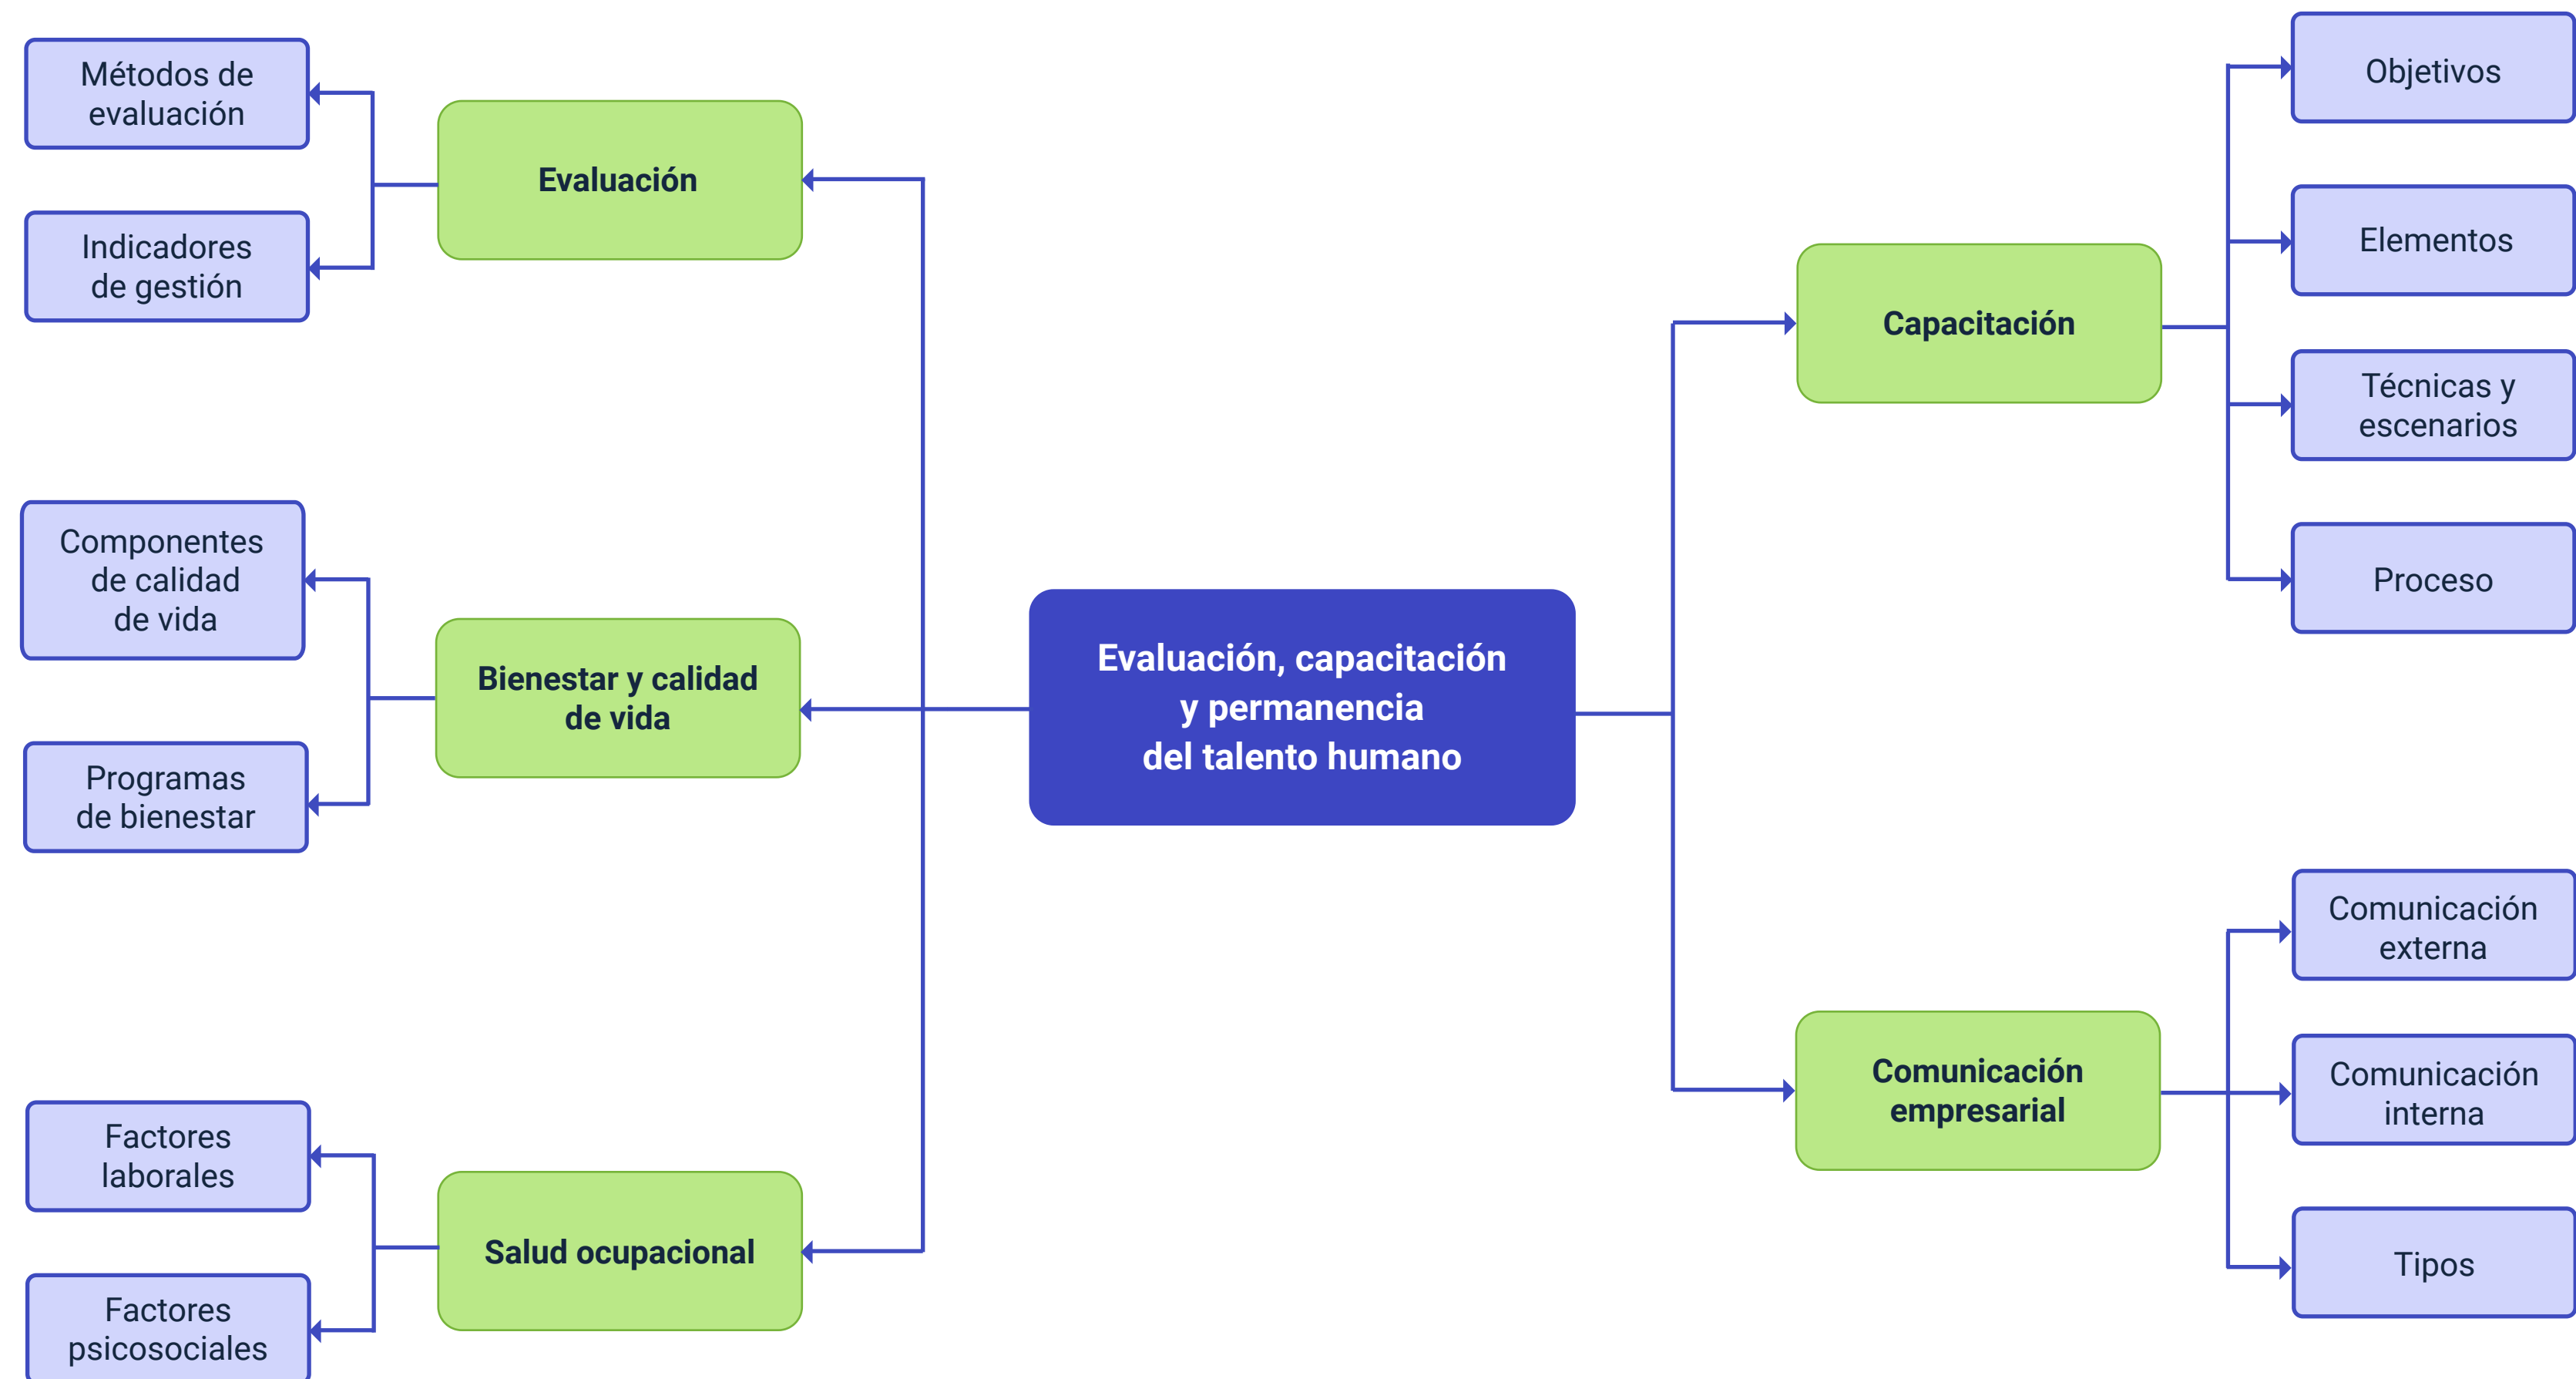 Métodos de
evaluación
Indicadores
de gestión
Evaluación
Componentes
de calidad
de vida
Programas
de bienestar
Bienestar y calidad
de vida
Factores
laborales
Factores
psicosociales
Salud ocupacional
Evaluación, capacitación
y permanencia
del talento humano
Capacitación
Objetivos
Elementos
Técnicas y
escenarios
Proceso
Comunicación
empresarial
Comunicación
externa
Comunicación
interna
Tipos